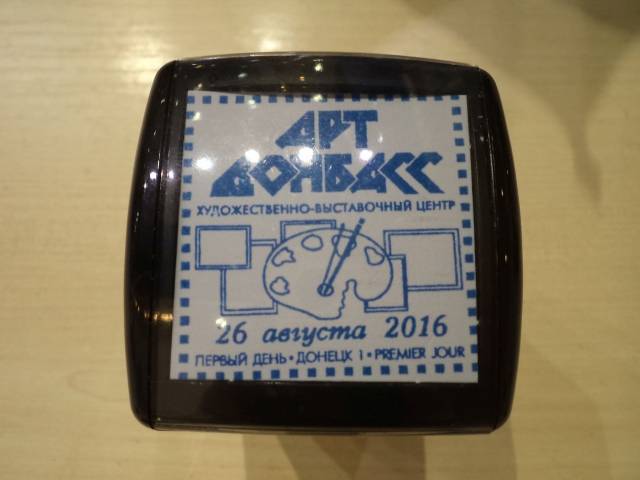 АРТ
ДОНБАСС
ХУДОЖЕСТВЕННО-ВЫСТАВОЧНЫЙ ЦЕНТР
26 августа 2016
ПЕРВЫЙ ДЕНЬ • ДОНЕЦК 1 • PREMIER JOUR